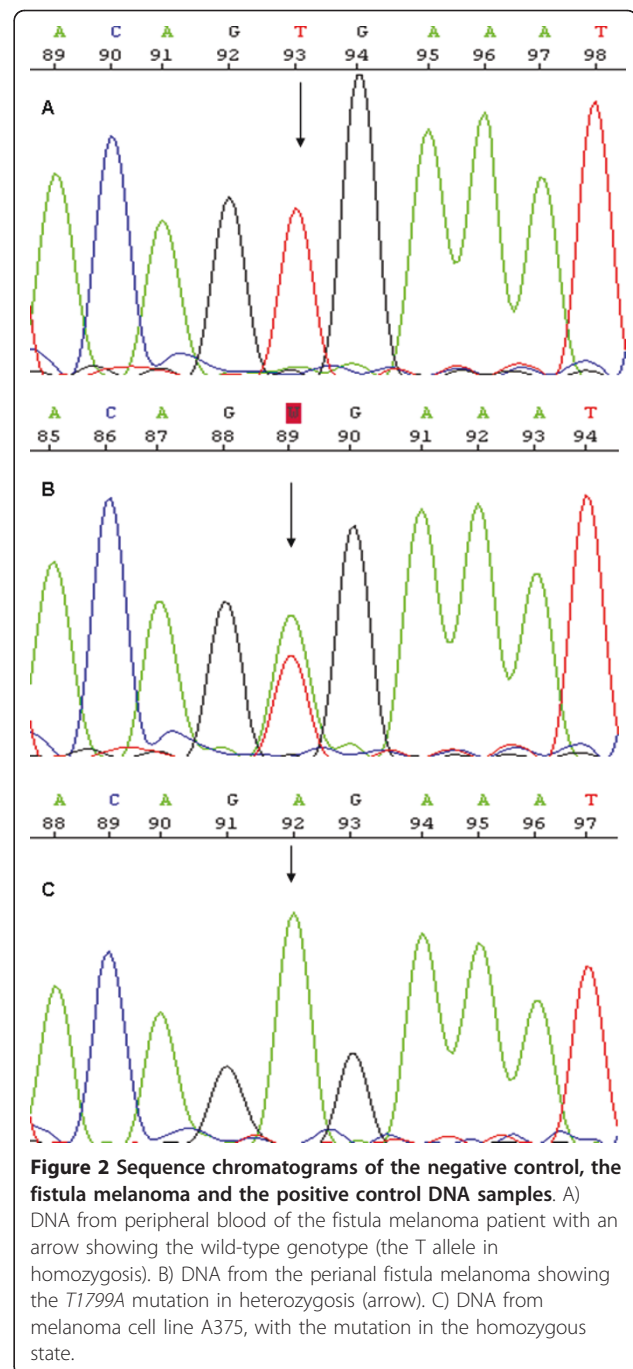 A C A G T G A A A T
89 90 91 92 93 94 95 96 97 98
A
A C A G G A A A T
85 86 87 88 89 90 91 92 93 94
B
A C A G A G A A A T
88 89 90 91 92 93 94 95 96 97
C
Figure 2 Sequence chromatograms of the negative control, the
fistula melanoma and the positive control DNA samples. A)
DNA from peripheral blood of the fistula melanoma patient with an
arrow showing the wild-type genotype (the T allele in
homozygosis). B) DNA from the perianal fistula melanoma showing
the T1799A mutation in heterozygosis (arrow). C) DNA from
melanoma cell line A375, with the mutation in the homozygous
state.